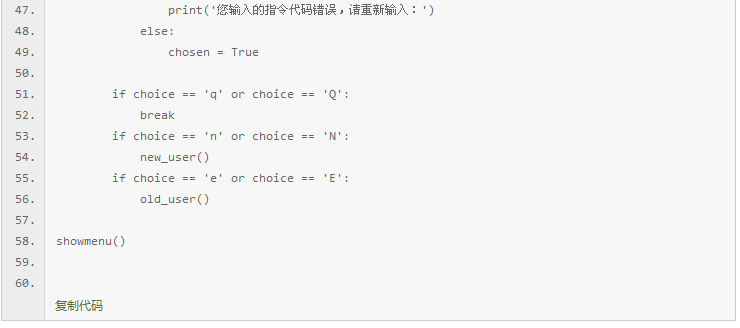 47. print('您输入的指令代码错误，请重新输入：')
48. else:
49. chosen = True
50.
51. if choice == 'q' or choice == 'Q':
52. break
53. if choice == 'n' or choice == 'N':
54. new_user()
55. if choice == 'e' or choice == 'E':
56. old_user()
57.
58. showmenu()
59.
60.
复制代码